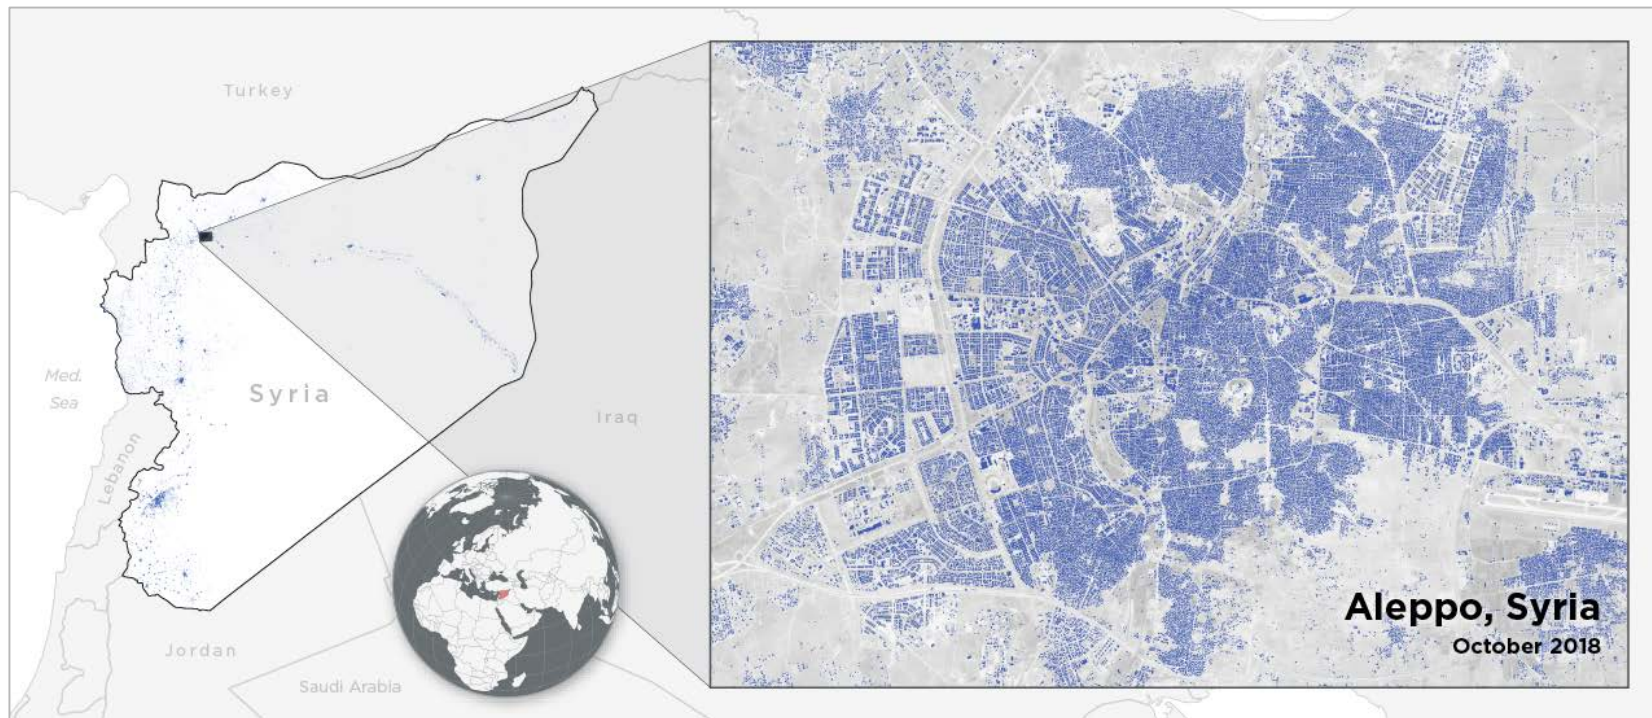 Turkey
Med.
Sea
Syria
Iraq
Lebanon
Jordan
Saudi Arabia
Aleppo, Syria
October 2018